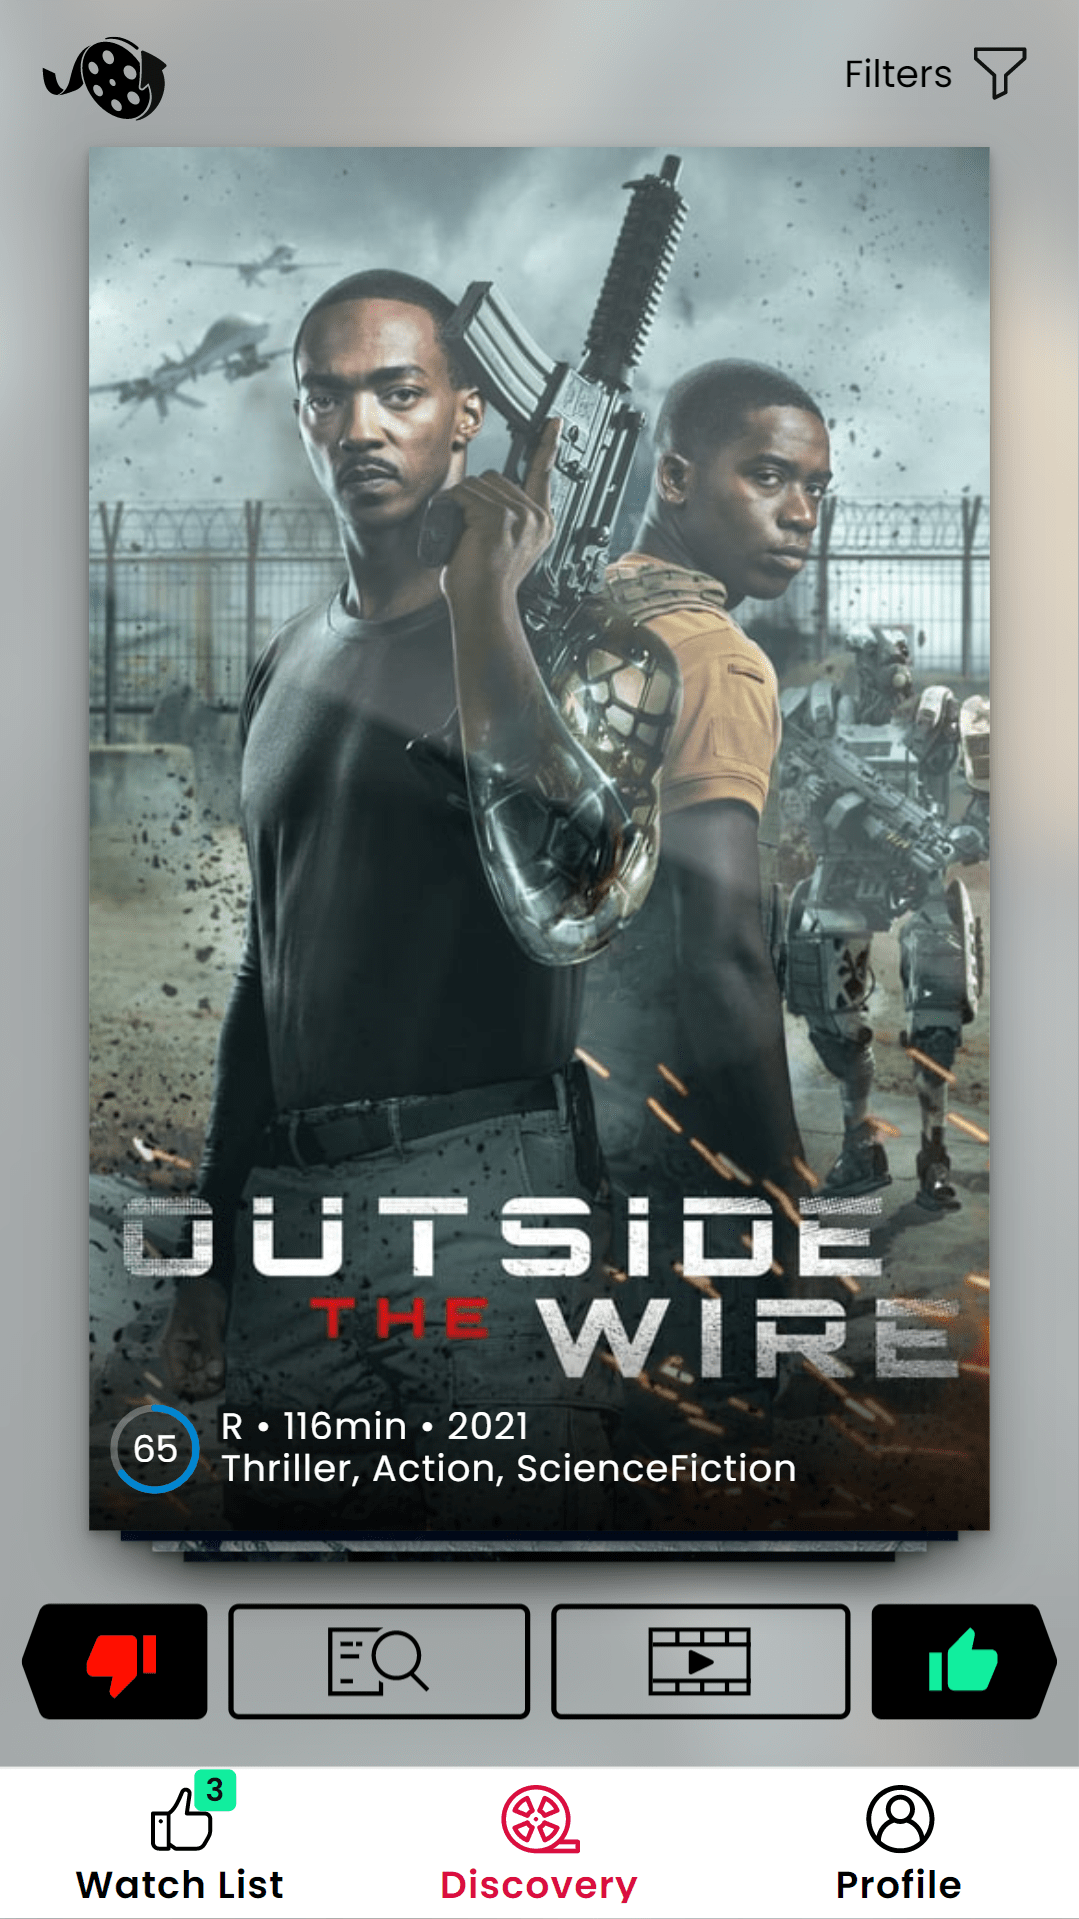 Filters
OUTSIDE
THE WIRE
65
R • 116min • 2021
Thriller, Action, ScienceFiction
3
Watch List
Discovery
Profile